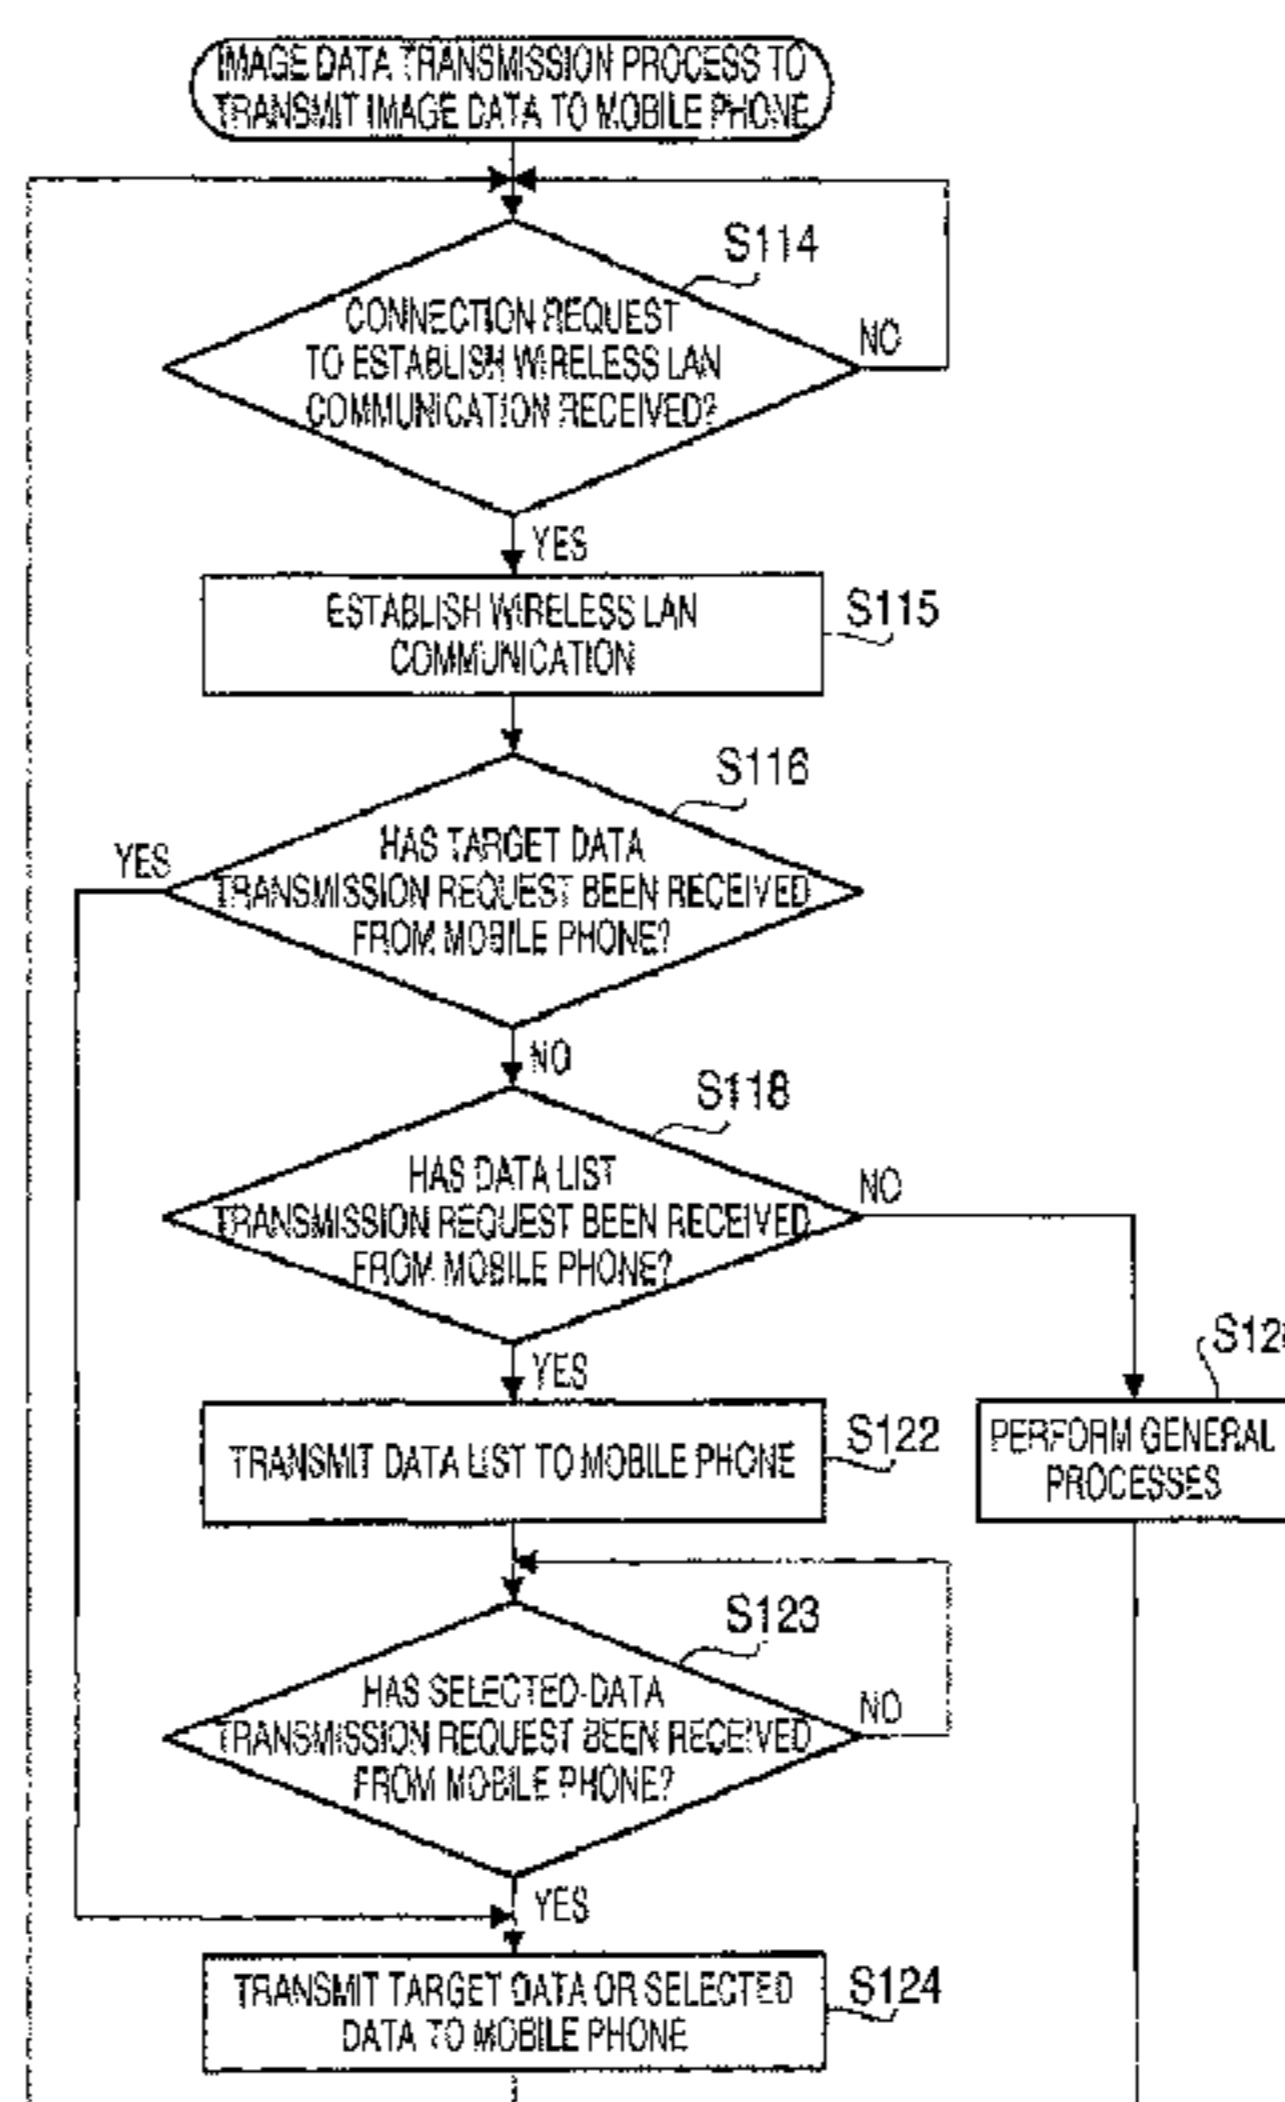 IMAGE DATA TRANSMISSION PROCESS TO
TRANSMIT IMAGE DATA TO MOBILE PHONE
S114
CONNECTION REQUEST
TO ESTABLISH WIRELESS LAN
COMMUNICATION RECEIVED?
NO
YES
ESTABLISH WIRELESS LAN
COMMUNICATION
S115
S116
HAS TARGET DATA
TRANSMISSION REQUEST BEEN RECEIVED
FROM MOBILE PHONE?
YES
NO
S118
HAS DATA LIST
TRANSMISSION REQUEST BEEN RECEIVED
FROM MOBILE PHONE?
NO
YES
TRANSMIT DATA LIST TO MOBILE PHONE
S122
PERFORM GENERAL
PROCESSES
S123
HAS SELECTED-DATA
TRANSMISSION REQUEST BEEN RECEIVED
FROM MOBILE PHONE?
NO
YES
TRANSMIT TARGET DATA OR SELECTED
DATA TO MOBILE PHONE
S124